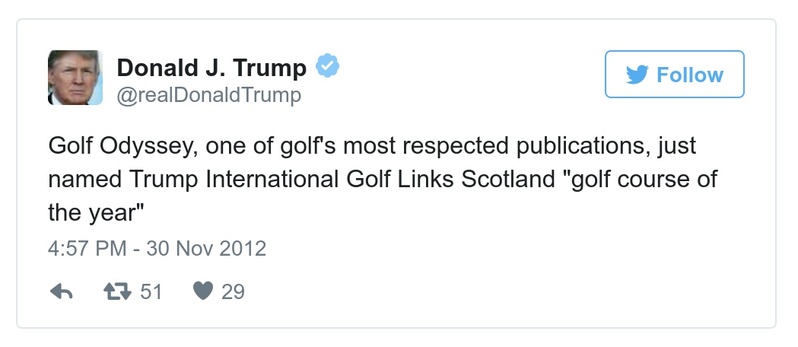 Donald J. Trump
@realDonaldTrump
Follow
Golf Odyssey, one of golf's most respected publications, just
named Trump International Golf Links Scotland "golf course of
the year"
4:57 PM - 30 Nov 2012
51 29